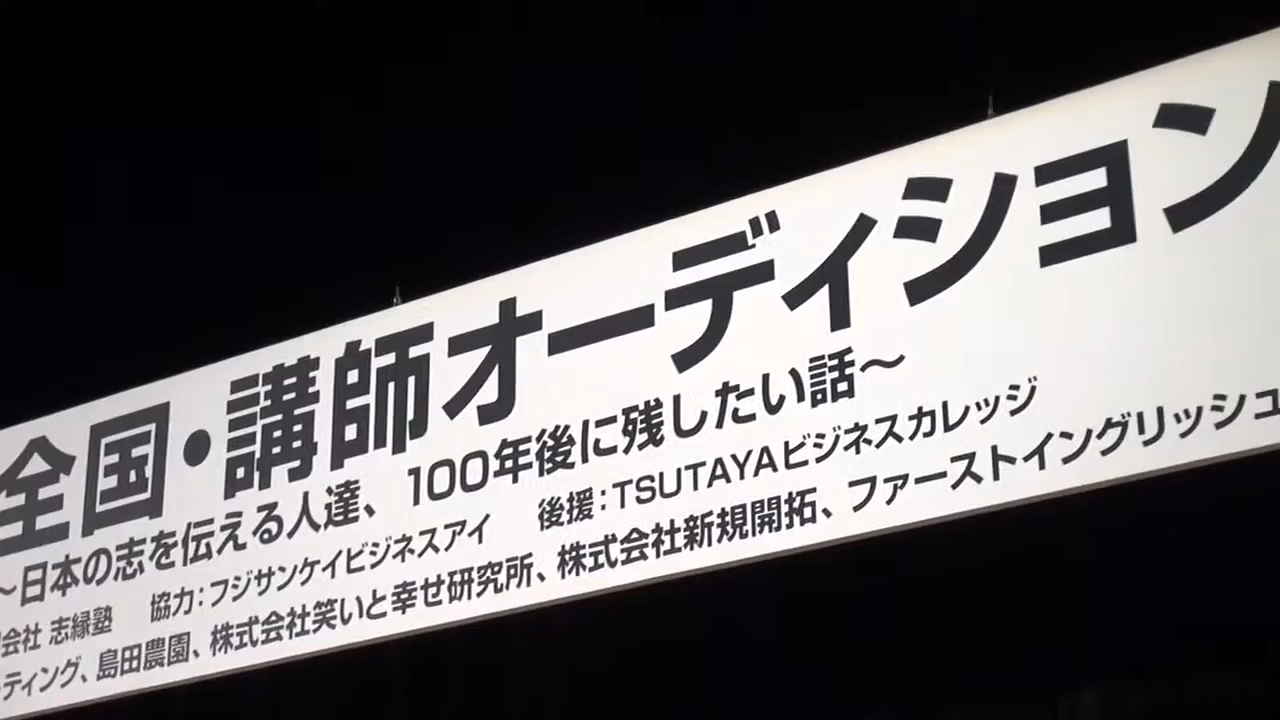 全国・講師オーディション
～日本の志を伝える人達、100年後に残したい話～
会社 志縁塾　協力：フジサンケイビジネスアイ　後援：TSUTAYAビジネスカレッジ
ティング、島田農園、株式会社笑いと幸せ研究所、株式会社新規開拓、ファーストイングリッシュ